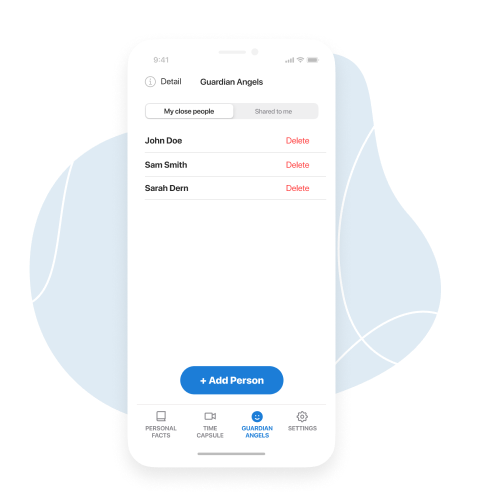 9:41
Detail Guardian Angels
My close people Shared to me
John Doe Delete
Sam Smith Delete
Sarah Dern Delete
+ Add Person
PERSONAL FACTS
TIME CAPSULE
GUARDIAN ANGELS
SETTINGS